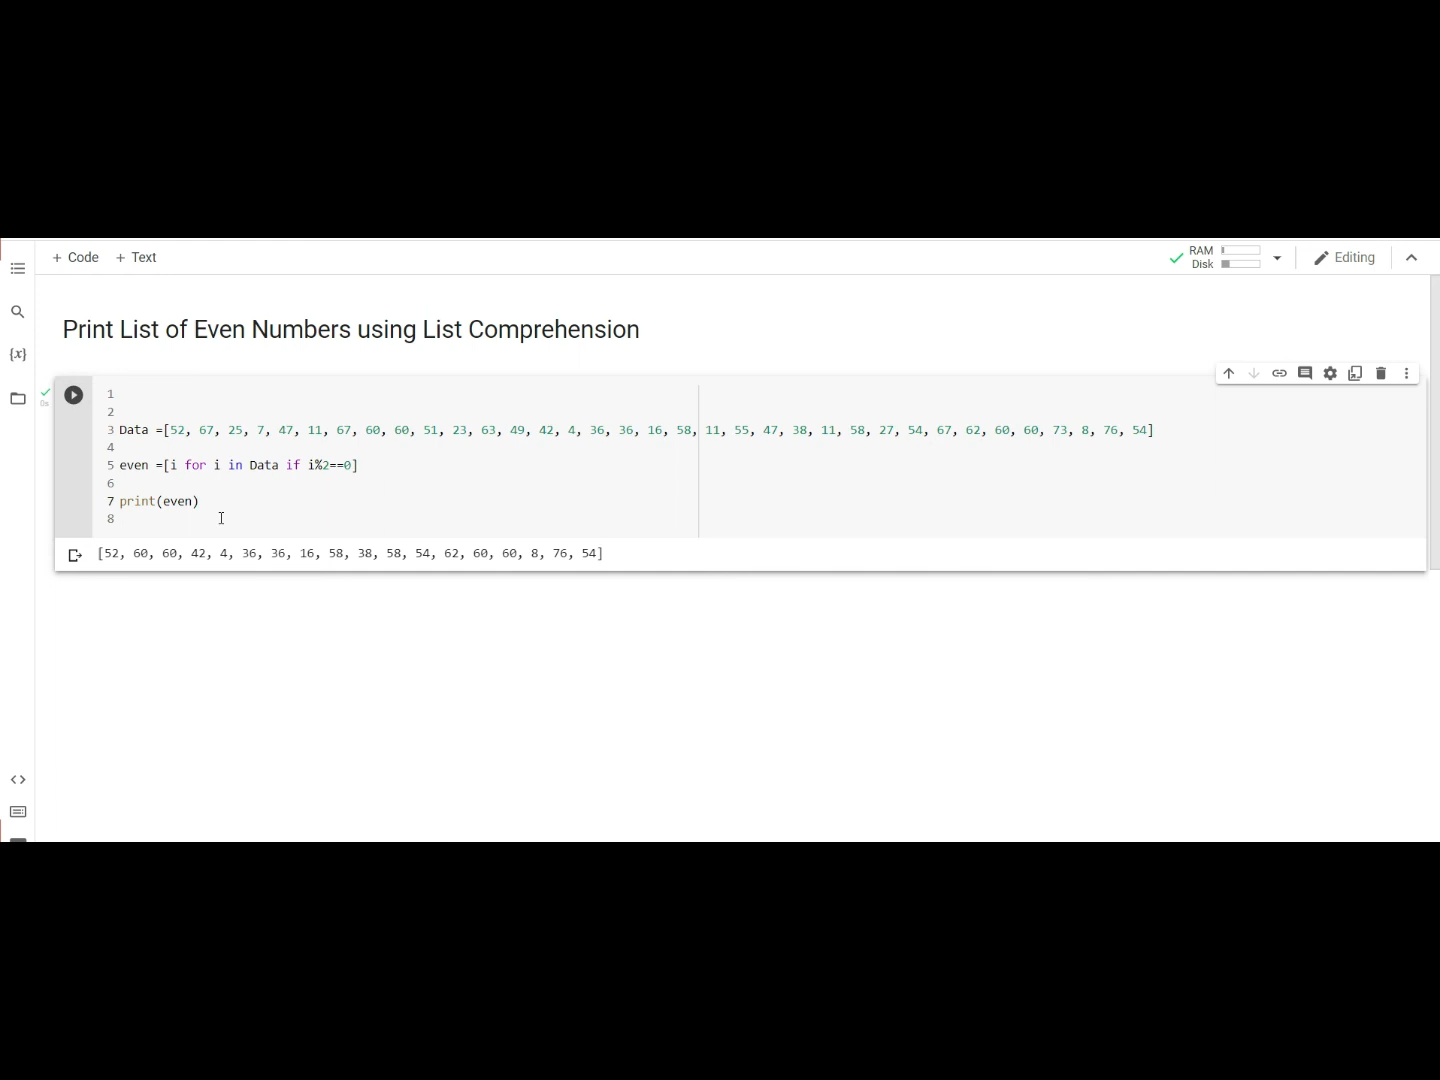 + Code + Text
RAM
Disk
Editing
Print List of Even Numbers using List Comprehension
{x}
0s
1
2
3 Data =[52, 67, 25, 7, 47, 11, 67, 60, 60, 51, 23, 63, 49, 42, 4, 36, 36, 16, 58, 11, 55, 47, 38, 11, 58, 27, 54, 67, 62, 60, 60, 73, 8, 76, 54]
4
5 even =[i for i in Data if i%2==0]
6
7 print(even)
8
[52, 60, 60, 42, 4, 36, 36, 16, 58, 38, 58, 54, 62, 60, 60, 8, 76, 54]